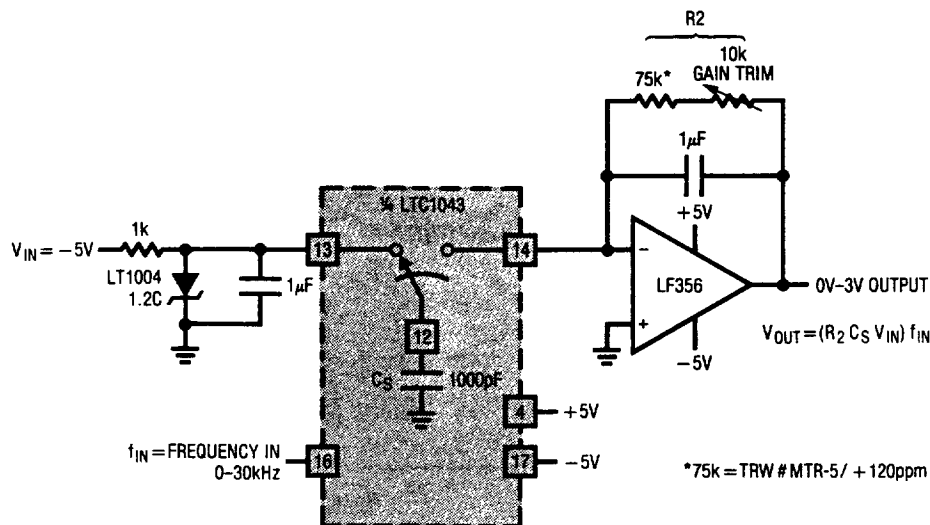 R2
10k
GAIN TRIM
75k*
1µF
+5V
¼ LTC1043
1k
V_IN = −5V
13
14
−
LT1004
1.2C
1µF
LF356
0V–3V OUTPUT
+
12
V_OUT = (R_2 C_S V_IN) f_IN
−5V
C_S
1000pF
4
+5V
f_IN = FREQUENCY IN
0–30kHz
16
17
−5V
*75k = TRW # MTR-5/ +120ppm